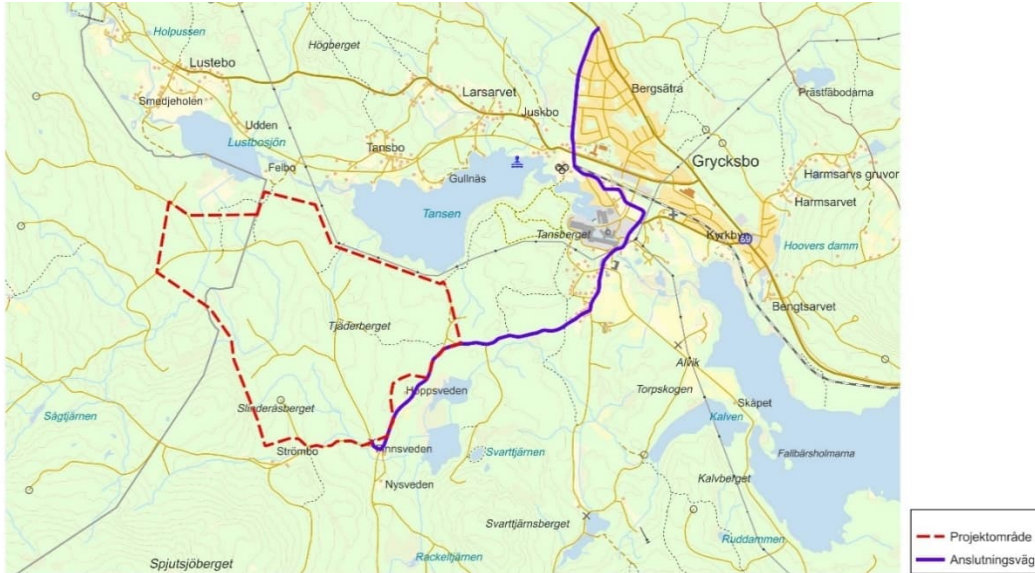 Holpussen
Högberget
Lustebo
Bergsätra
Larsarvet
Prästfäbodarna
Smedjeholen
Juskbo
Udden
Lustbosjön
Tansbo
Grycksbo
Felbo
Gullnäs
Harmsarvs gruvor
Harmsarvet
Tansen
Tansberget
Kyrkbyn
69
Hoovers damm
Bengtsarvet
Tjäderberget
Alvik
Hoppsveden
Torpskogen
Skäpet
Slinderåsberget
Sågtjärnen
Kalven
Strömbo
Finnsveden
Svarttjärnen
Fallbärsholmarna
Nysveden
Kalvberget
Svarttjärnsberget
Projektområde
Spjutsjöberget
Rackeltjärnen
Ruddammen
Anslutningsväg